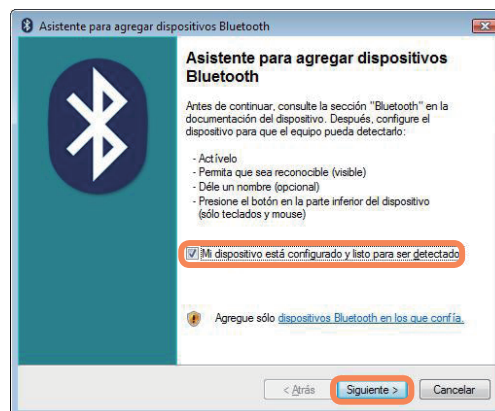 Asistente para agregar dispositivos Bluetooth
Asistente para agregar dispositivos
Bluetooth
Antes de continuar, consulte la sección "Bluetooth" en la
documentación del dispositivo. Después, configure el
dispositivo para que el equipo pueda detectarlo:
- Actívelo
- Permita que sea reconocible (visible)
- Déle un nombre (opcional)
- Presione el botón en la parte inferior del dispositivo
(sólo teclados y mouse)
Mi dispositivo está configurado y listo para ser detectado
Agregue sólo dispositivos Bluetooth en los que confía.
< Atrás
Siguiente >
Cancelar